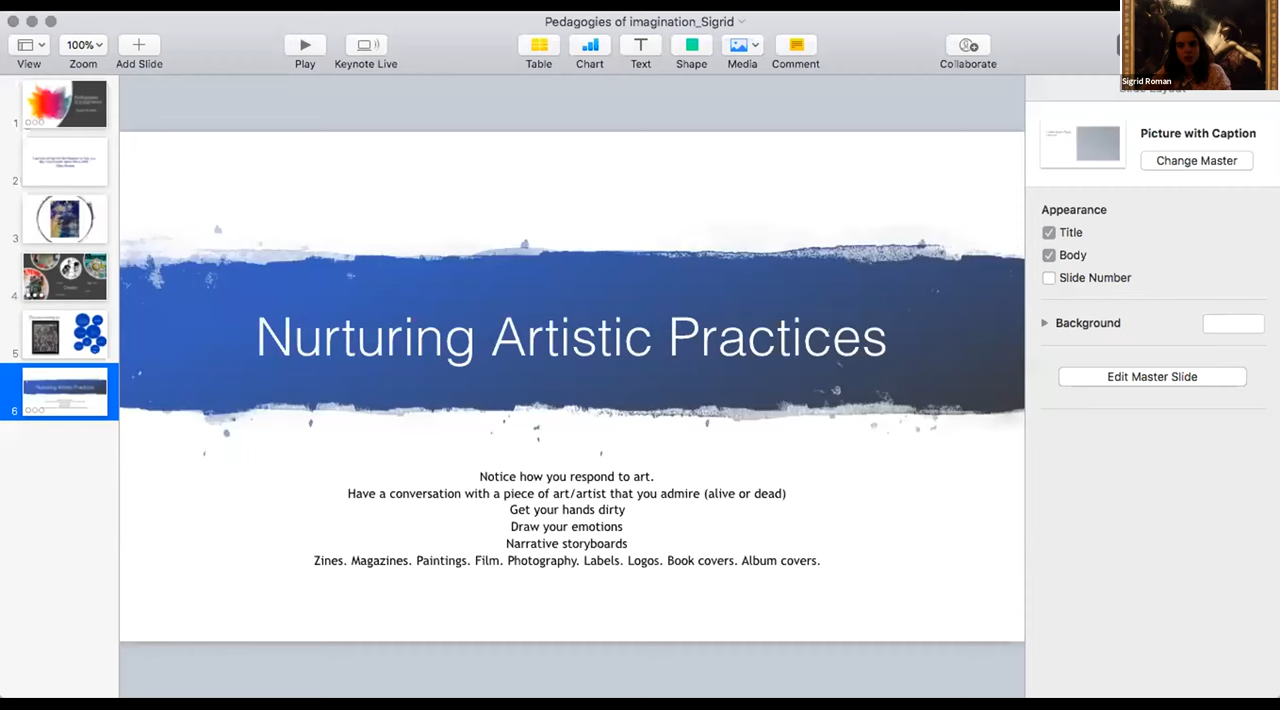 Pedagogies of imagination_Sigrid
100%
View
Zoom
Add Slide
Play
Keynote Live
Table
Chart
Text
Shape
Media
Comment
Collaborate
Sigrid Roman
1
2
3
4
5
6
Nurturing Artistic Practices
Notice how you respond to art.
Have a conversation with a piece of art/artist that you admire (alive or dead)
Get your hands dirty
Draw your emotions
Narrative storyboards
Zines. Magazines. Paintings. Film. Photography. Labels. Logos. Book covers. Album covers.
Slide Layout
Picture with Caption
Change Master
Appearance
Title
Body
Slide Number
Background
Edit Master Slide